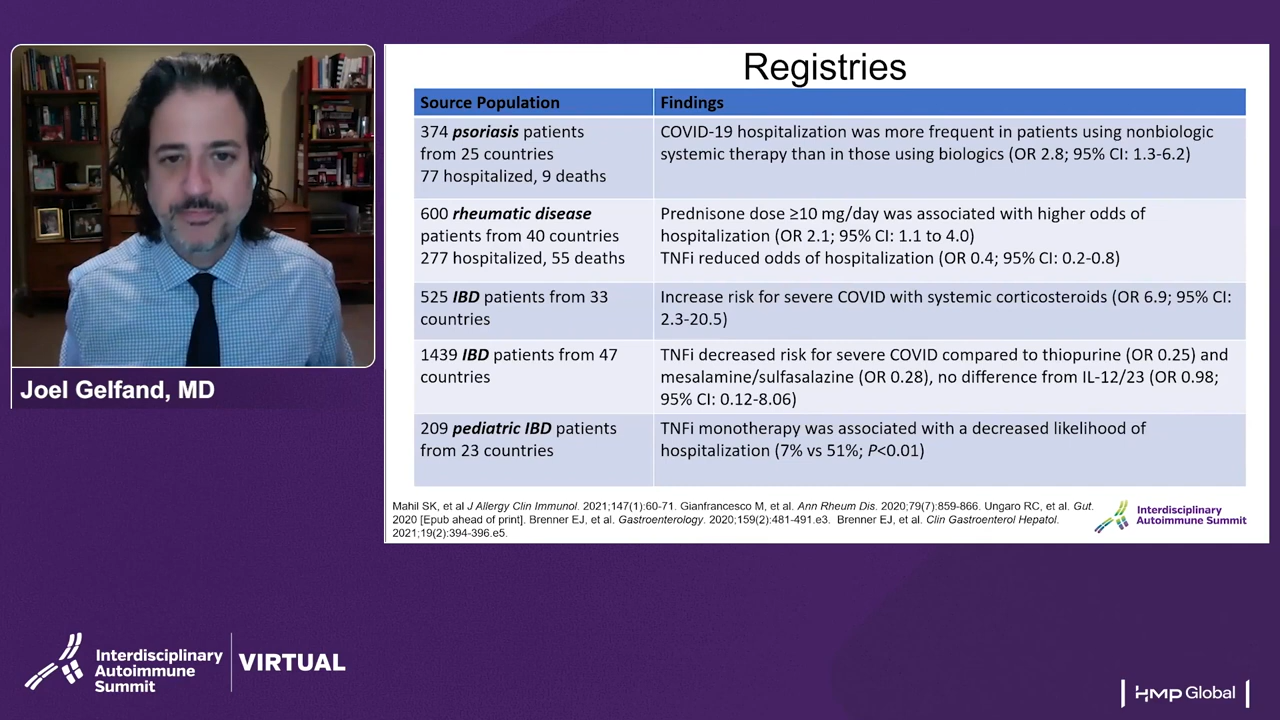 Registries
Source Population
Findings
374 psoriasis patients
from 25 countries
77 hospitalized, 9 deaths
COVID-19 hospitalization was more frequent in patients using nonbiologic
systemic therapy than in those using biologics (OR 2.8; 95% CI: 1.3-6.2)
600 rheumatic disease
patients from 40 countries
277 hospitalized, 55 deaths
Prednisone dose ≥10 mg/day was associated with higher odds of
hospitalization (OR 2.1; 95% CI: 1.1 to 4.0)
TNFi reduced odds of hospitalization (OR 0.4; 95% CI: 0.2-0.8)
525 IBD patients from 33
countries
Increase risk for severe COVID with systemic corticosteroids (OR 6.9; 95% CI:
2.3-20.5)
1439 IBD patients from 47
countries
TNFi decreased risk for severe COVID compared to thiopurine (OR 0.25) and
mesalamine/sulfasalazine (OR 0.28), no difference from IL-12/23 (OR 0.98;
95% CI: 0.12-8.06)
209 pediatric IBD patients
from 23 countries
TNFi monotherapy was associated with a decreased likelihood of
hospitalization (7% vs 51%; P<0.01)
Mahil SK, et al J Allergy Clin Immunol. 2021;147(1):60-71. Gianfrancesco M, et al. Ann Rheum Dis. 2020;79(7):859-866. Ungaro RC, et al. Gut.
2020 [Epub ahead of print]. Brenner EJ, et al. Gastroenterology. 2020;159(2):481-491.e3. Brenner EJ, et al. Clin Gastroenterol Hepatol.
2021;19(2):394-396.e5.
Interdisciplinary
Autoimmune Summit
Joel Gelfand, MD
Interdisciplinary
Autoimmune
Summit
VIRTUAL
HMP Global